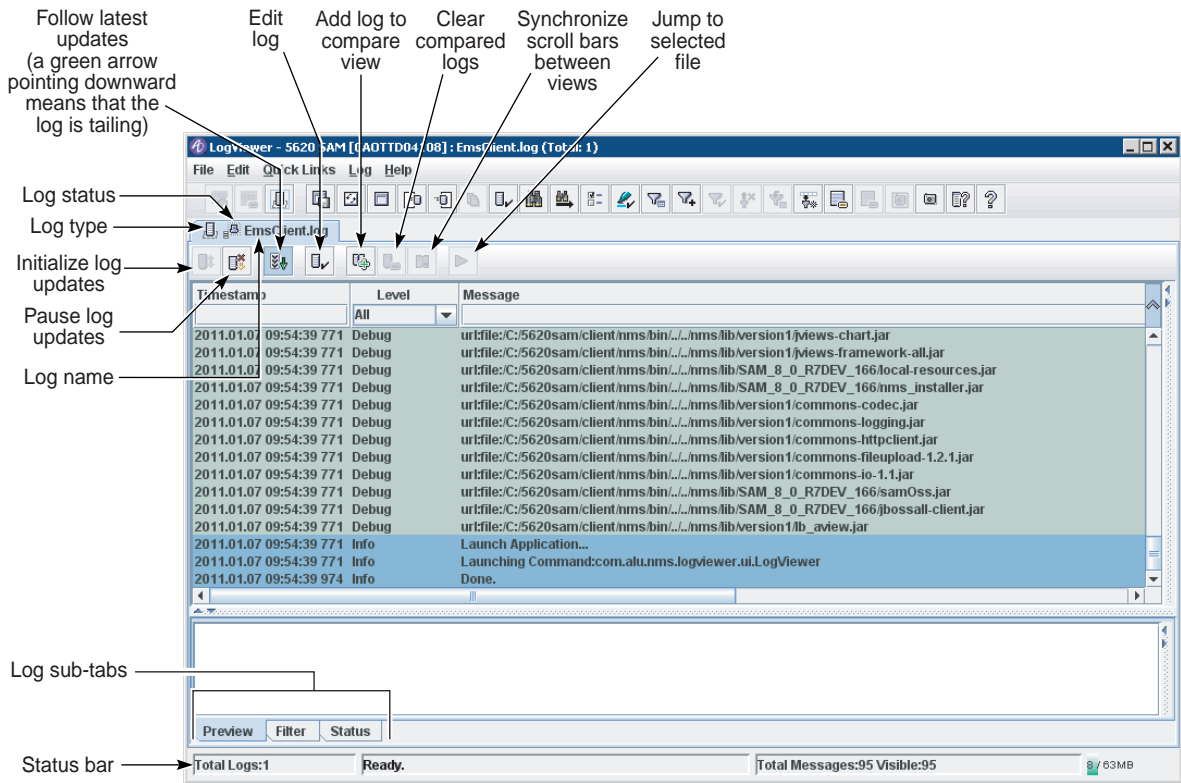 Follow latest
updates
(a green arrow
pointing downward
means that the
log is tailing)
Edit
log
Add log to
compare
view
Clear
compared
logs
Synchronize
scroll bars
between
views
Jump to
selected
file
LogViewer - 5620 SAM [CAOTTD04108] : EmsClient.log (Total: 1)
File Edit Quick Links Log Help
Log status
Log type
EmsClient.log
Initialize log
updates
Pause log
updates
Log name
Timestamp Level Message
All
2011.01.07 09:54:39 771 Debug url:file:/C:/5620sam/client/nms/bin/../../nms/lib/version1/jviews-chart.jar
2011.01.07 09:54:39 771 Debug url:file:/C:/5620sam/client/nms/bin/../../nms/lib/version1/jviews-framework-all.jar
2011.01.07 09:54:39 771 Debug url:file:/C:/5620sam/client/nms/bin/../../nms/lib/SAM_8_0_R7DEV_166/local-resources.jar
2011.01.07 09:54:39 771 Debug url:file:/C:/5620sam/client/nms/bin/../../nms/lib/SAM_8_0_R7DEV_166/nms_installer.jar
2011.01.07 09:54:39 771 Debug url:file:/C:/5620sam/client/nms/bin/../../nms/lib/version1/commons-codec.jar
2011.01.07 09:54:39 771 Debug url:file:/C:/5620sam/client/nms/bin/../../nms/lib/version1/commons-logging.jar
2011.01.07 09:54:39 771 Debug url:file:/C:/5620sam/client/nms/bin/../../nms/lib/version1/commons-httpclient.jar
2011.01.07 09:54:39 771 Debug url:file:/C:/5620sam/client/nms/bin/../../nms/lib/version1/commons-fileupload-1.2.1.jar
2011.01.07 09:54:39 771 Debug url:file:/C:/5620sam/client/nms/bin/../../nms/lib/version1/commons-io-1.1.jar
2011.01.07 09:54:39 771 Debug url:file:/C:/5620sam/client/nms/bin/../../nms/lib/SAM_8_0_R7DEV_166/samOss.jar
2011.01.07 09:54:39 771 Debug url:file:/C:/5620sam/client/nms/bin/../../nms/lib/SAM_8_0_R7DEV_166/jbossall-client.jar
2011.01.07 09:54:39 771 Debug url:file:/C:/5620sam/client/nms/bin/../../nms/lib/version1/lb_aview.jar
2011.01.07 09:54:39 771 Info Launch Application...
2011.01.07 09:54:39 771 Info Launching Command:com.alu.nms.logviewer.ui.LogViewer
2011.01.07 09:54:39 974 Info Done.
Log sub-tabs
Preview Filter Status
Status bar
Total Logs:1 Ready. Total Messages:95 Visible:95 8 / 63MB